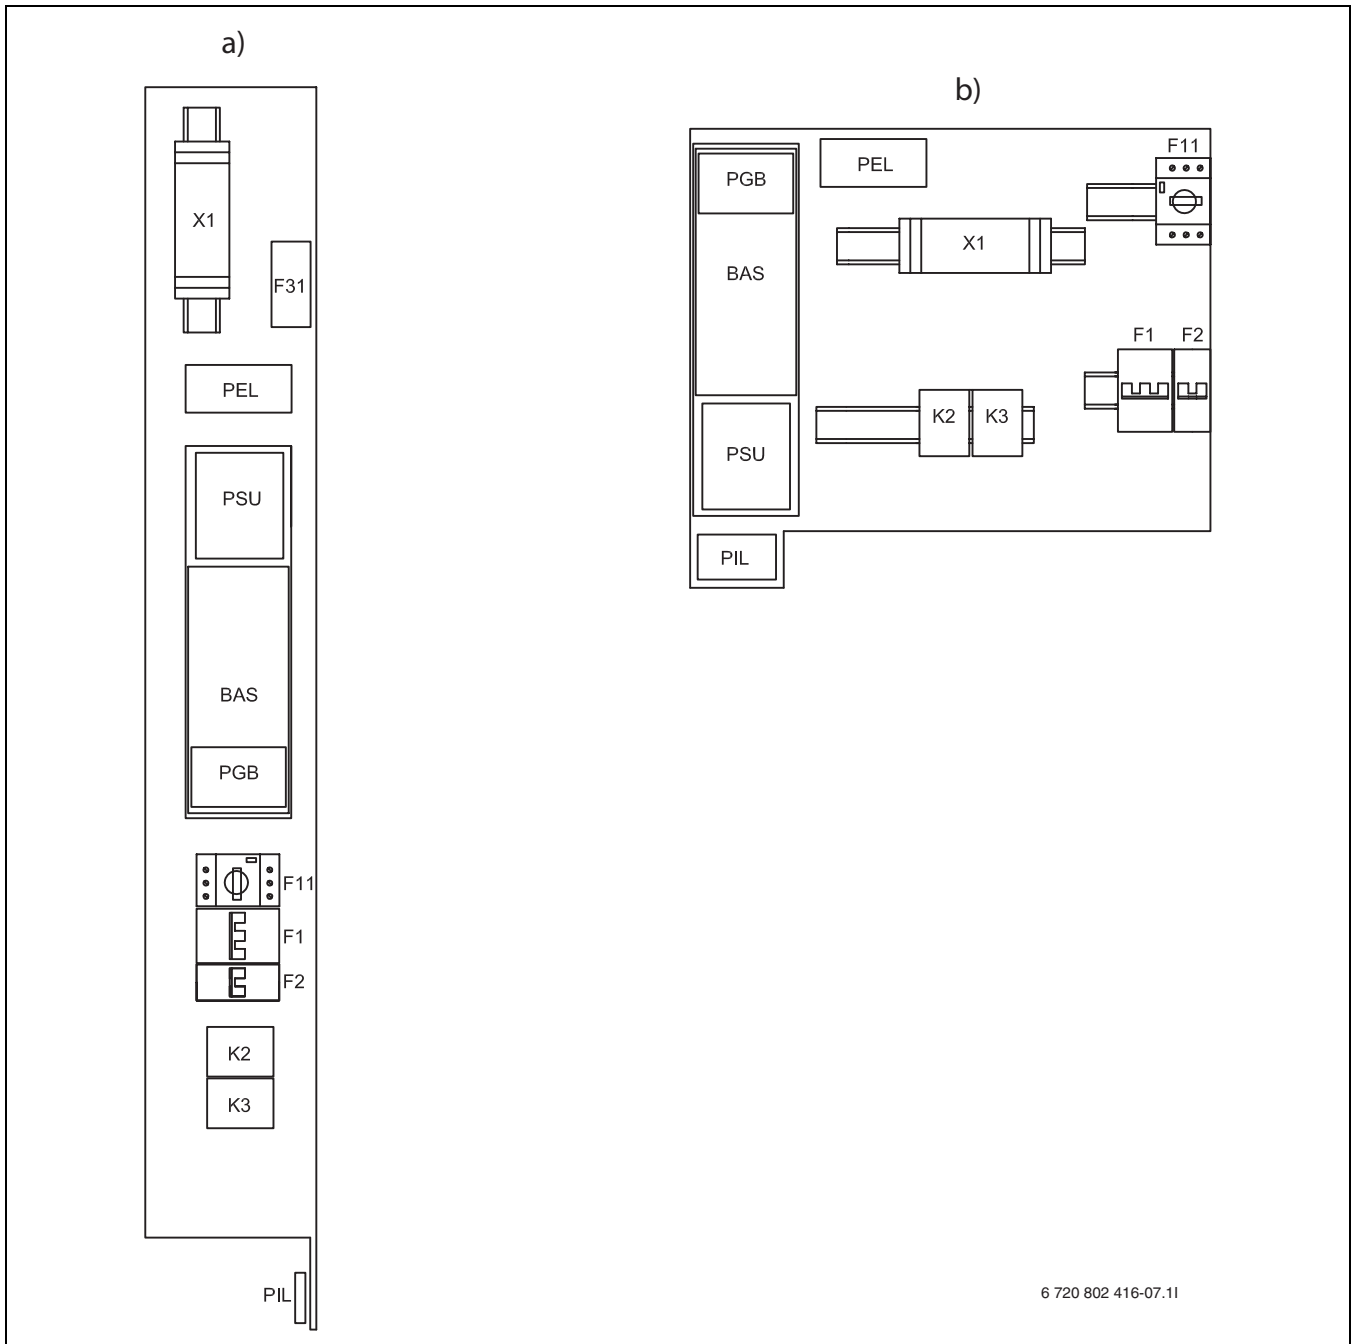 a)
X1
F31
PEL
PSU
BAS
PGB
F11
F1
F2
K2
K3
PIL
b)
F11
PGB
PEL
X1
BAS
F1 F2
K2 K3
PSU
PIL
6 720 802 416-07.1I